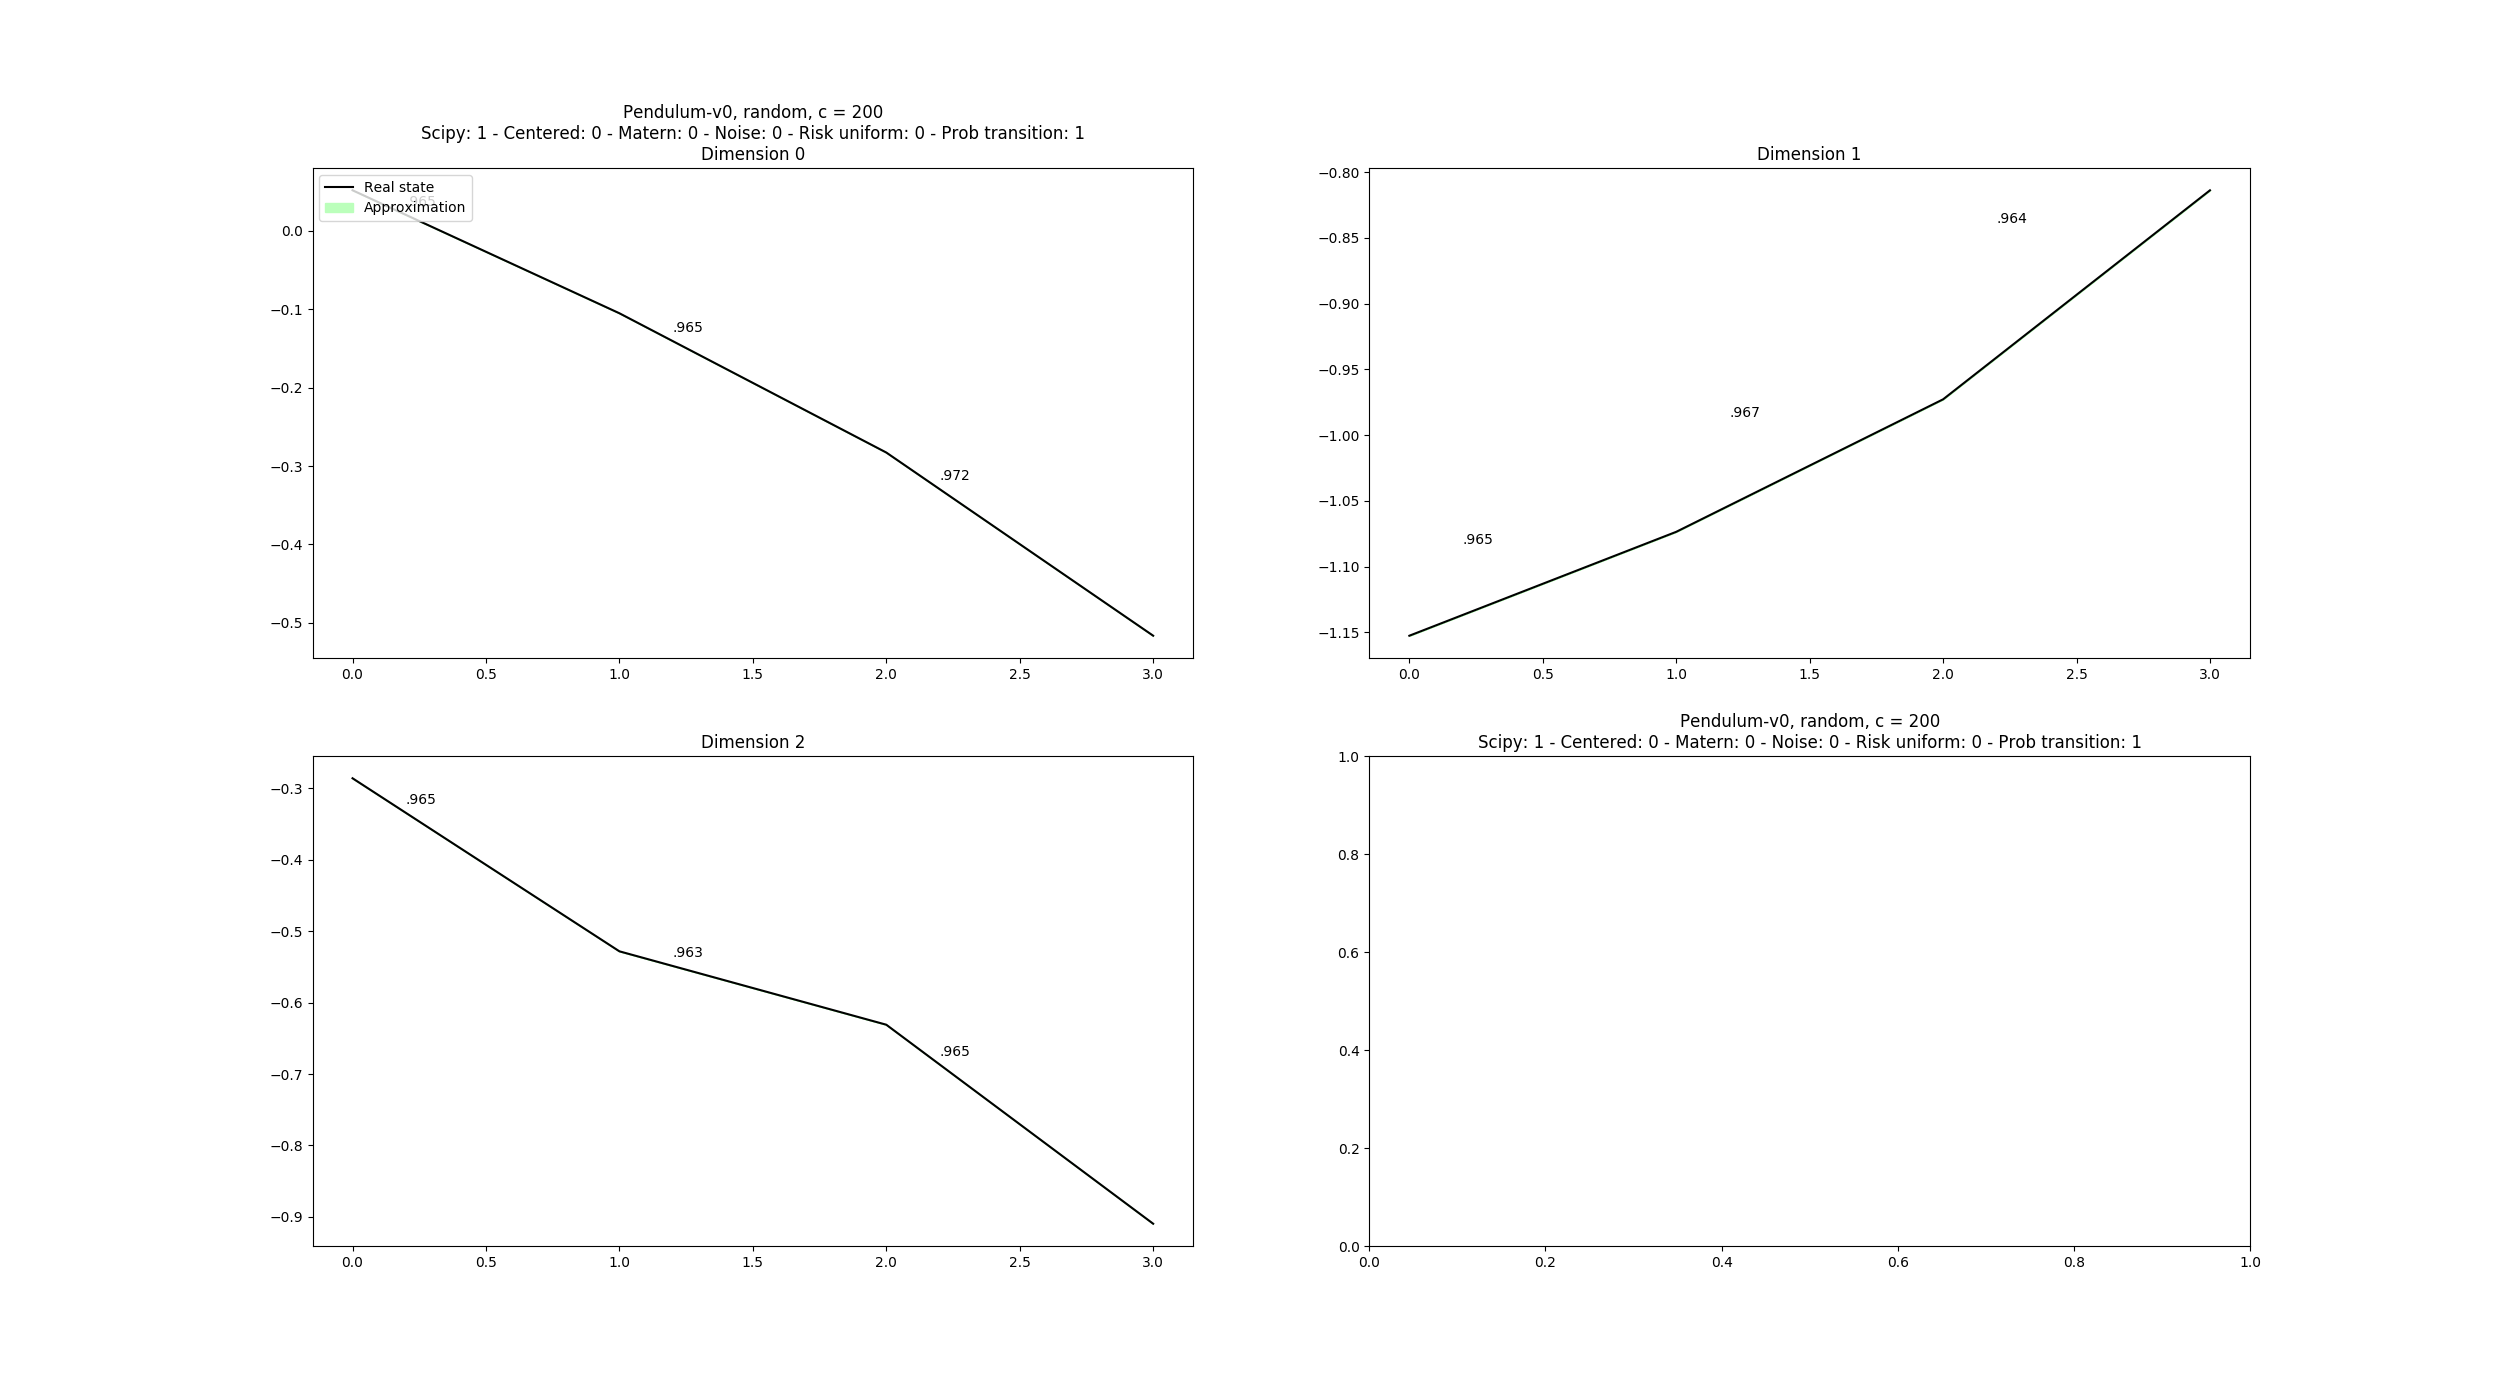 Pendulum-v0, random, c = 200
Scipy: 1 - Centered: 0 - Matern: 0 - Noise: 0 - Risk uniform: 0 - Prob transition: 1
Dimension 0
Real state
Approximation
.965
.965
.972
0.0
−0.1
−0.2
−0.3
−0.4
−0.5
0.0 0.5 1.0 1.5 2.0 2.5 3.0
Dimension 1
−0.80
−0.85
−0.90
−0.95
−1.00
−1.05
−1.10
−1.15
.964
.967
.965
0.0 0.5 1.0 1.5 2.0 2.5 3.0
Dimension 2
−0.3
−0.4
−0.5
−0.6
−0.7
−0.8
−0.9
.965
.963
.965
0.0 0.5 1.0 1.5 2.0 2.5 3.0
Pendulum-v0, random, c = 200
Scipy: 1 - Centered: 0 - Matern: 0 - Noise: 0 - Risk uniform: 0 - Prob transition: 1
1.0
0.8
0.6
0.4
0.2
0.0
0.0 0.2 0.4 0.6 0.8 1.0